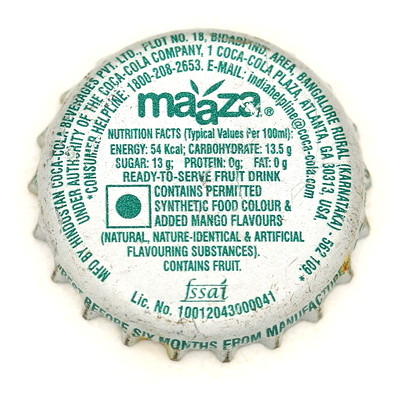 MFD BY HINDUSTAN COCA-COLA BEVERAGES PVT. LTD., PLOT NO. 18, BIDADI IND. AREA, BANGALORE RURAL (KARNATAKA) - 562 109*
UNDER AUTHORITY OF THE COCA-COLA COMPANY, 1 COCA-COLA PLAZA, ATLANTA, GA 30313, USA.
*CONSUMER HELPLINE: 1800-208-2653. E-MAIL: indiahelpline@coca-cola.com
maaza®
NUTRITION FACTS (Typical Values Per 100ml):
ENERGY: 54 Kcal; CARBOHYDRATE: 13.5 g
SUGAR: 13 g; PROTEIN: 0g; FAT: 0 g
READY-TO-SERVE FRUIT DRINK
CONTAINS PERMITTED
SYNTHETIC FOOD COLOUR &
ADDED MANGO FLAVOURS
(NATURAL, NATURE-IDENTICAL & ARTIFICIAL
FLAVOURING SUBSTANCES).
CONTAINS FRUIT.
fssai
Lic. No. 10012043000041
BEFORE SIX MONTHS FROM MANUFACTURE